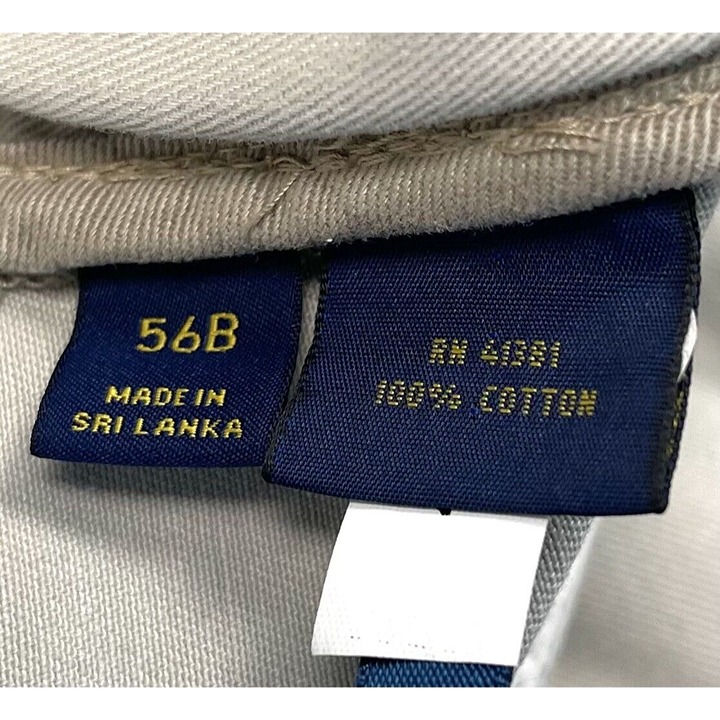 56B
MADE IN
SRI LANKA
RN 41381
100% COTTON